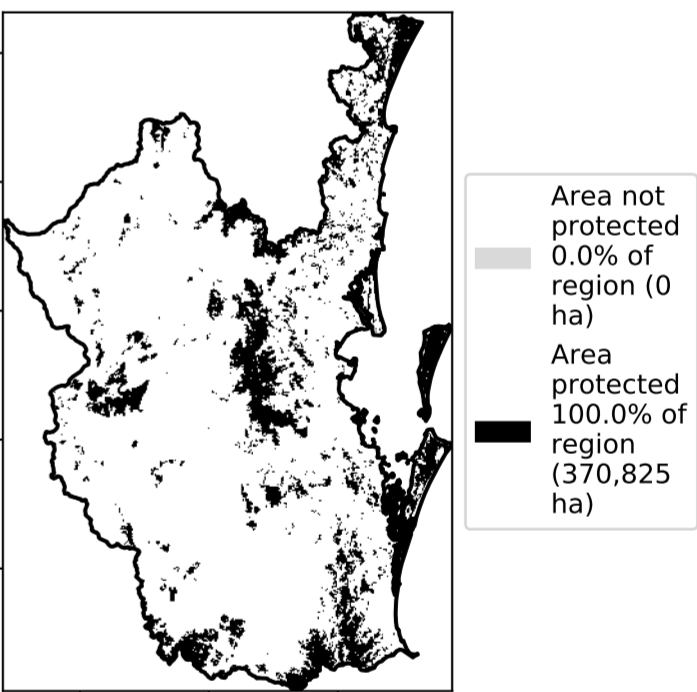 Area not
protected
0.0% of
region (0
ha)
Area
protected
100.0% of
region
(370,825
ha)